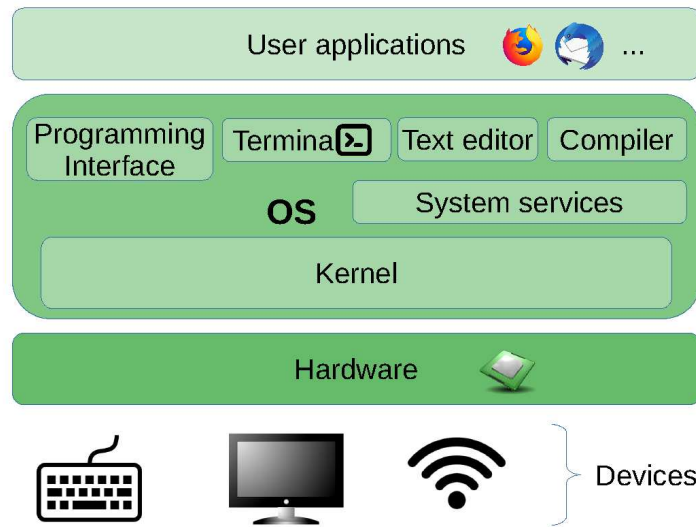 User applications ...
Programming
Interface
Termina
Text editor
Compiler
OS
System services
Kernel
Hardware
Devices